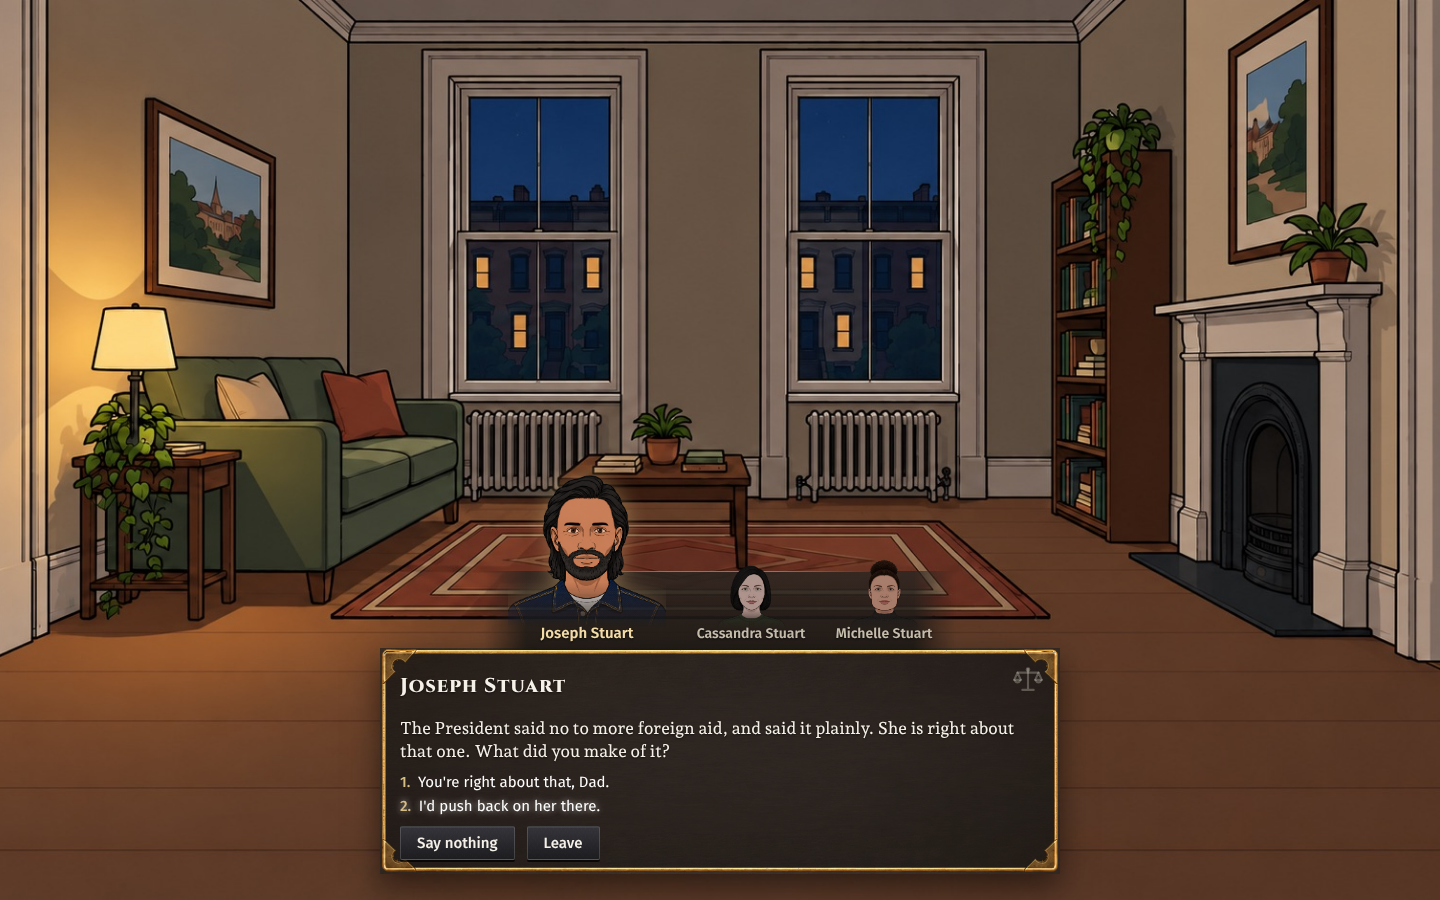 Joseph Stuart
Cassandra Stuart
Michelle Stuart
Joseph Stuart
The President said no to more foreign aid, and said it plainly. She is right about
that one. What did you make of it?
1. You're right about that, Dad.
2. I'd push back on her there.
Say nothing
Leave